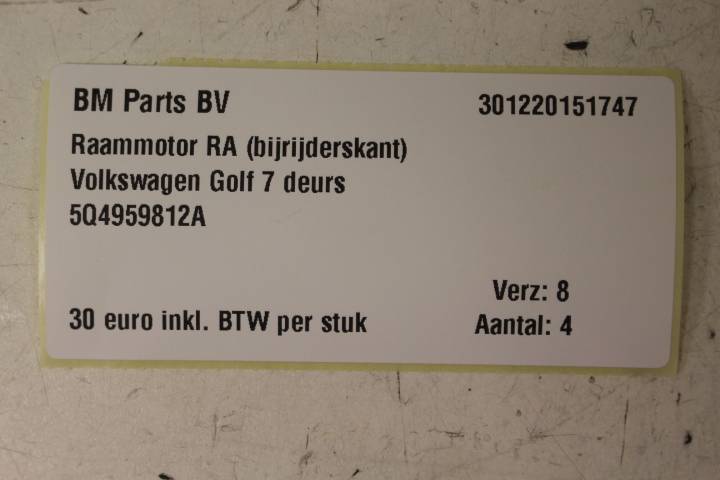 BM Parts BV 301220151747
Raammotor RA (bijrijderskant)
Volkswagen Golf 7 deurs
5Q4959812A
Verz: 8
30 euro inkl. BTW per stuk Aantal: 4